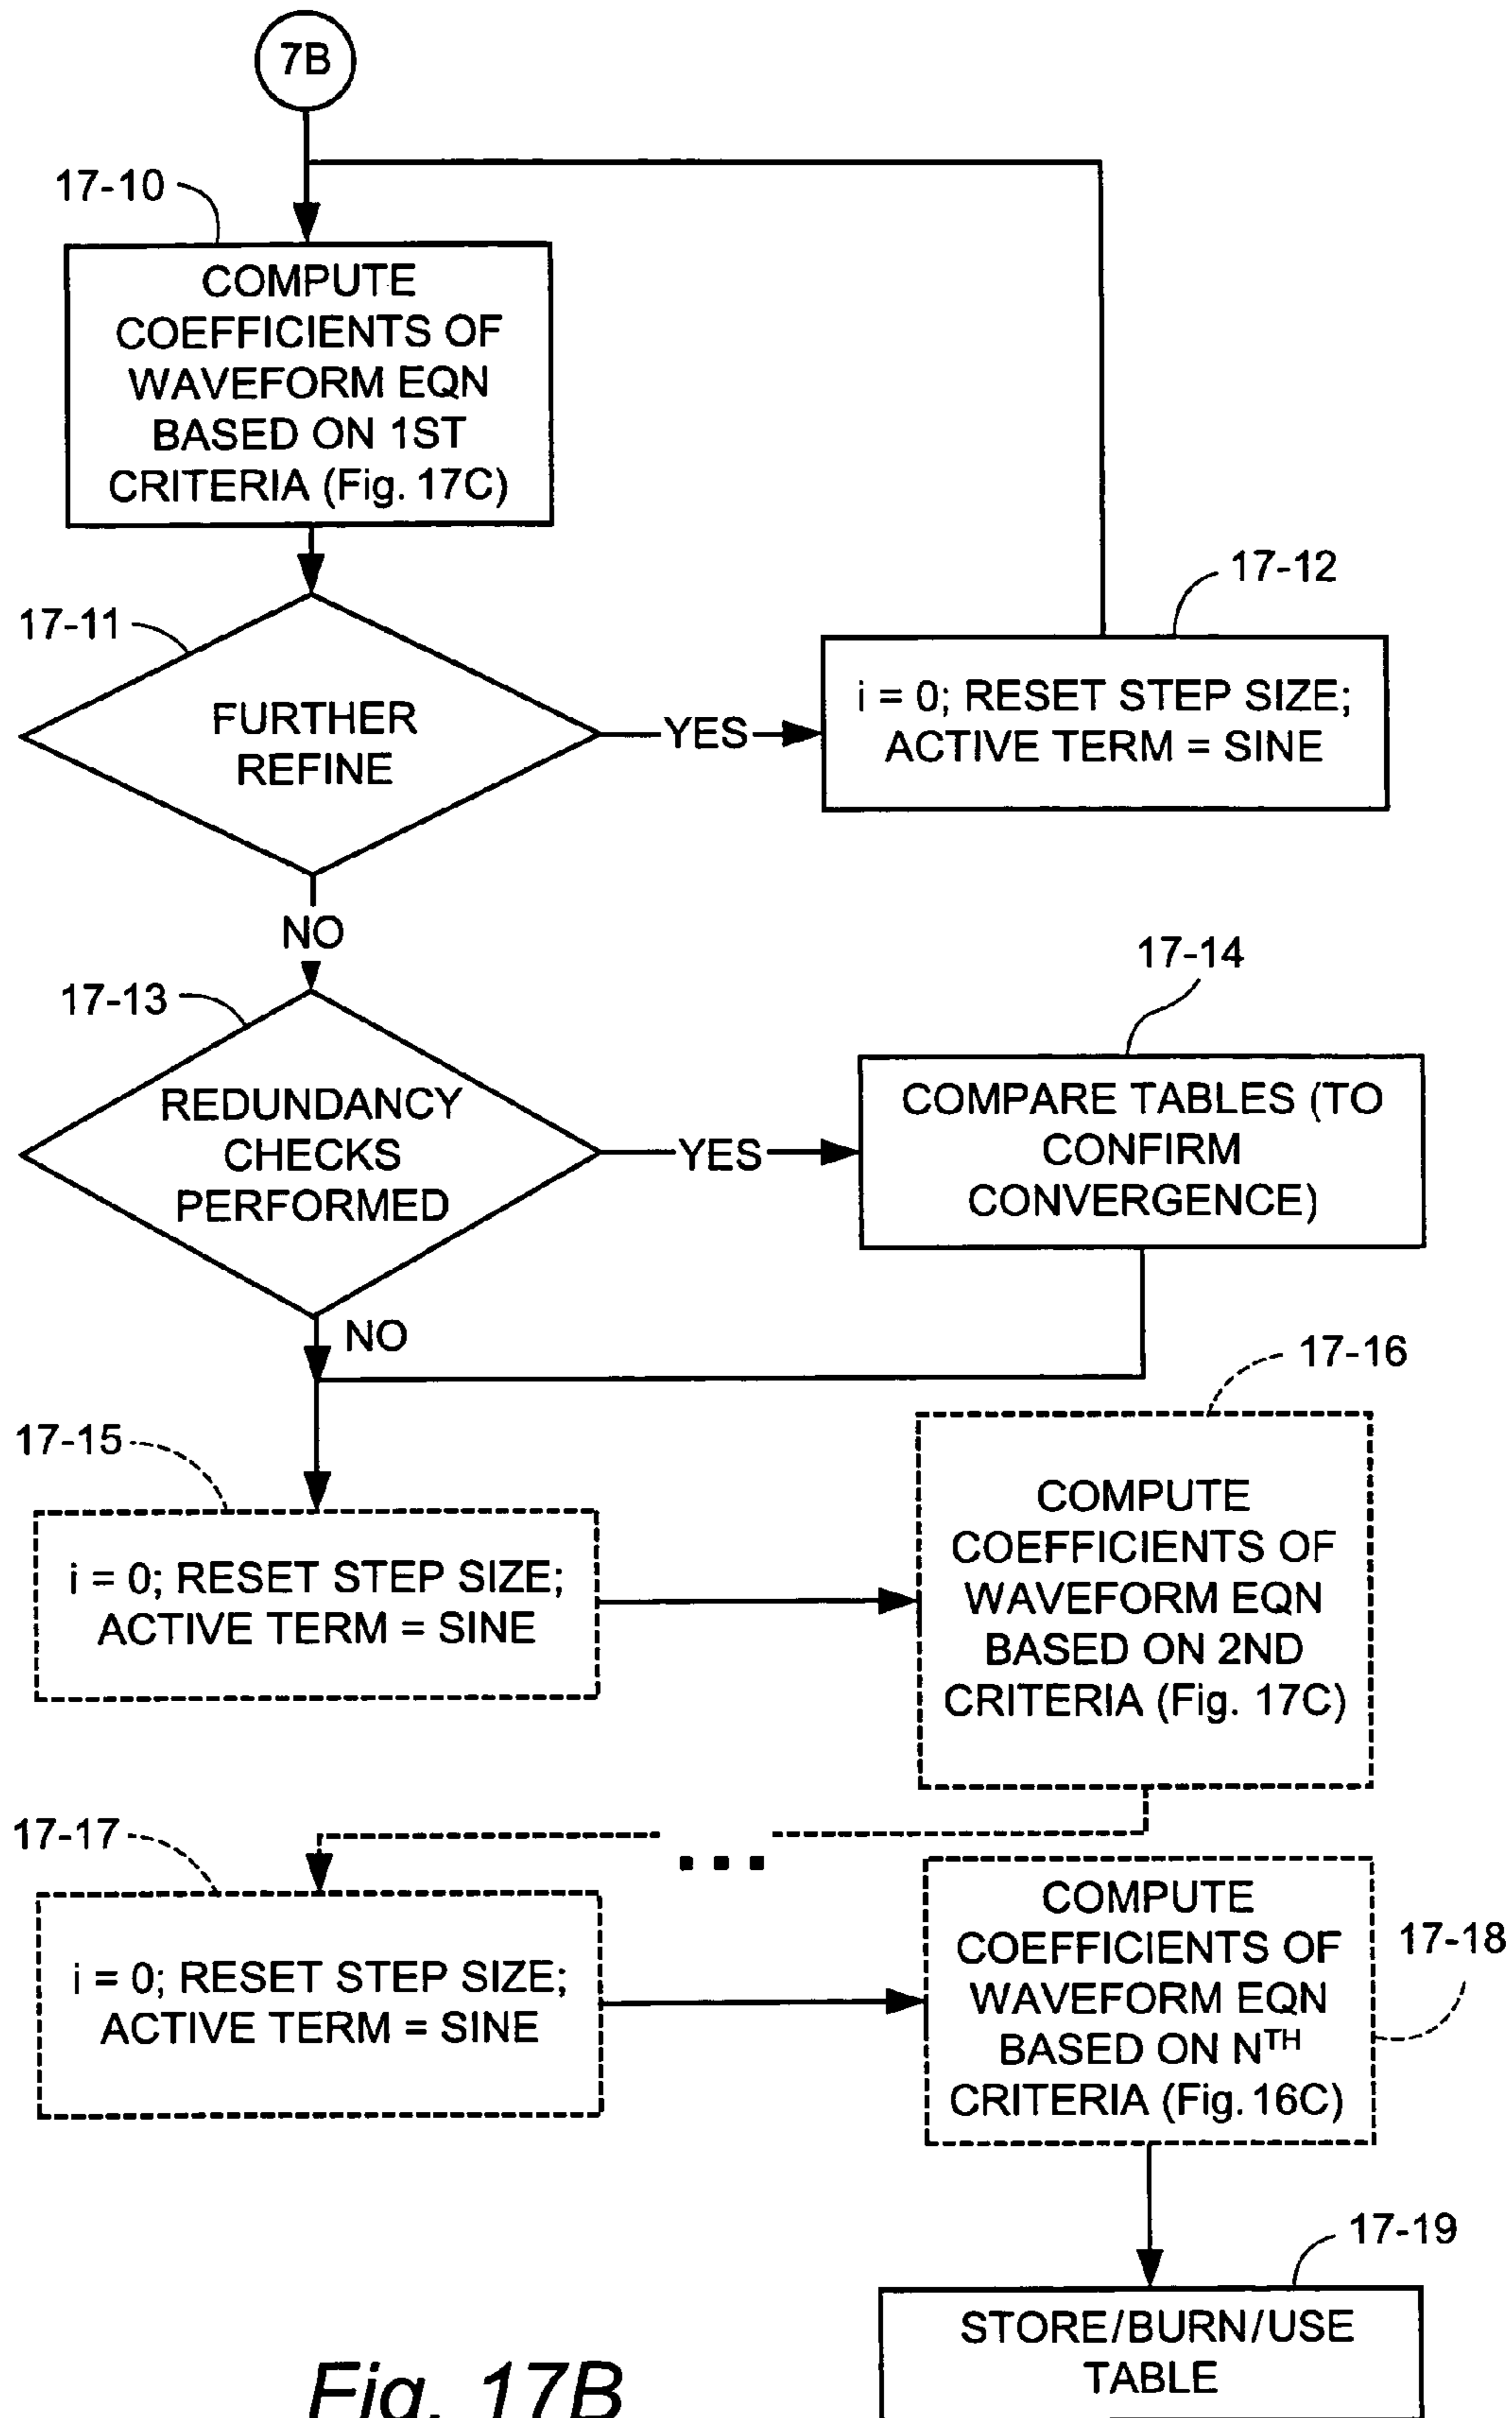 7B
17-10
COMPUTE
COEFFICIENTS OF
WAVEFORM EQN
BASED ON 1ST
CRITERIA (Fig. 17C)
17-12
i = 0; RESET STEP SIZE;
ACTIVE TERM = SINE
17-11
FURTHER
REFINE
YES
NO
17-14
17-13
REDUNDANCY
CHECKS
PERFORMED
YES
COMPARE TABLES (TO
CONFIRM
CONVERGENCE)
NO
17-16
17-15
i = 0; RESET STEP SIZE;
ACTIVE TERM = SINE
COMPUTE
COEFFICIENTS OF
WAVEFORM EQN
BASED ON 2ND
CRITERIA (Fig. 17C)
17-17
...
i = 0; RESET STEP SIZE;
ACTIVE TERM = SINE
COMPUTE
COEFFICIENTS OF
WAVEFORM EQN
BASED ON NTH
CRITERIA (Fig. 16C)
17-18
17-19
STORE/BURN/USE
TABLE
Fig. 17B